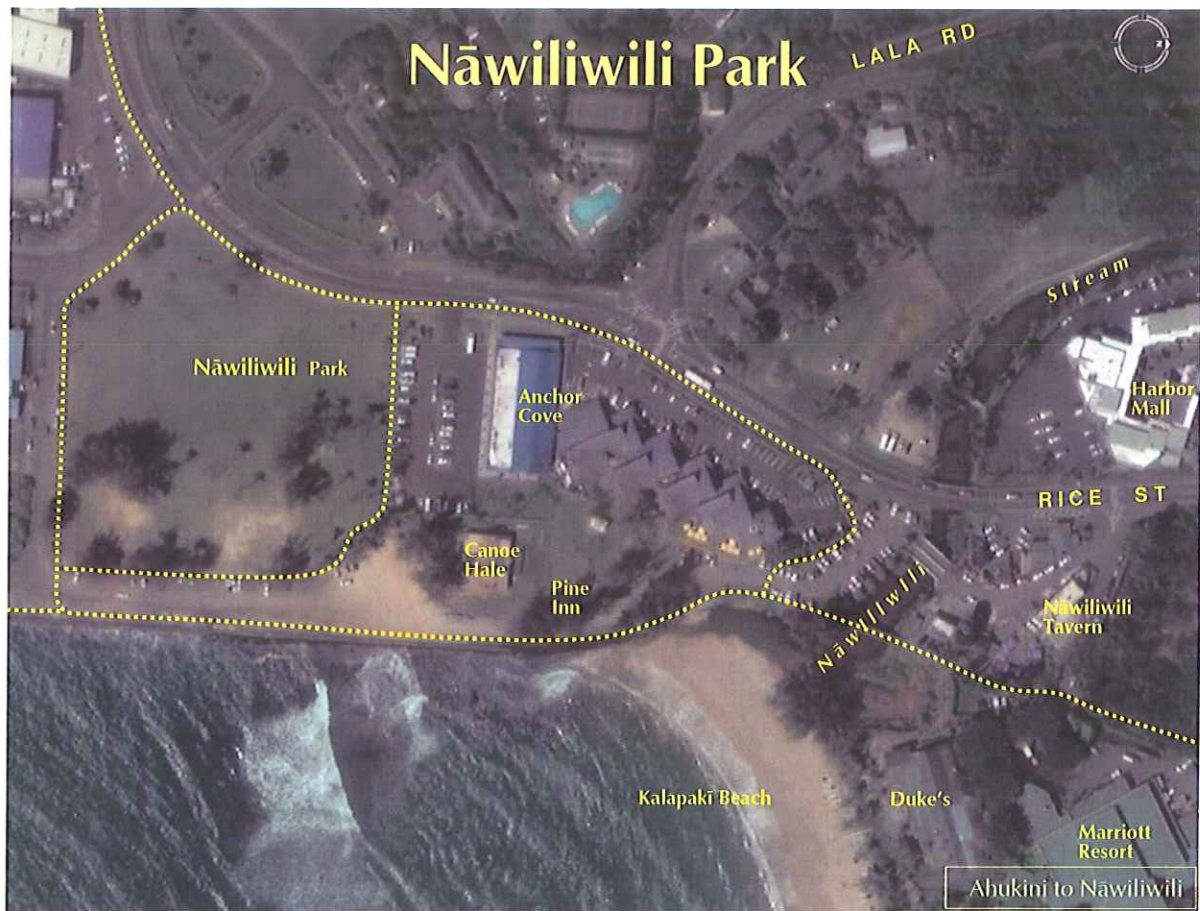 Nāwiliwili Park
LALA RD
Z
Stream
Nāwiliwili Park
Anchor
Cove
Harbor
Mall
RICE ST
Canoe
Hale
Pine
Inn
Nāwiliwili
Nāwiliwili
Tavern
Kalapakī Beach
Duke's
Marriott
Resort
Ahukini to Nāwiliwili